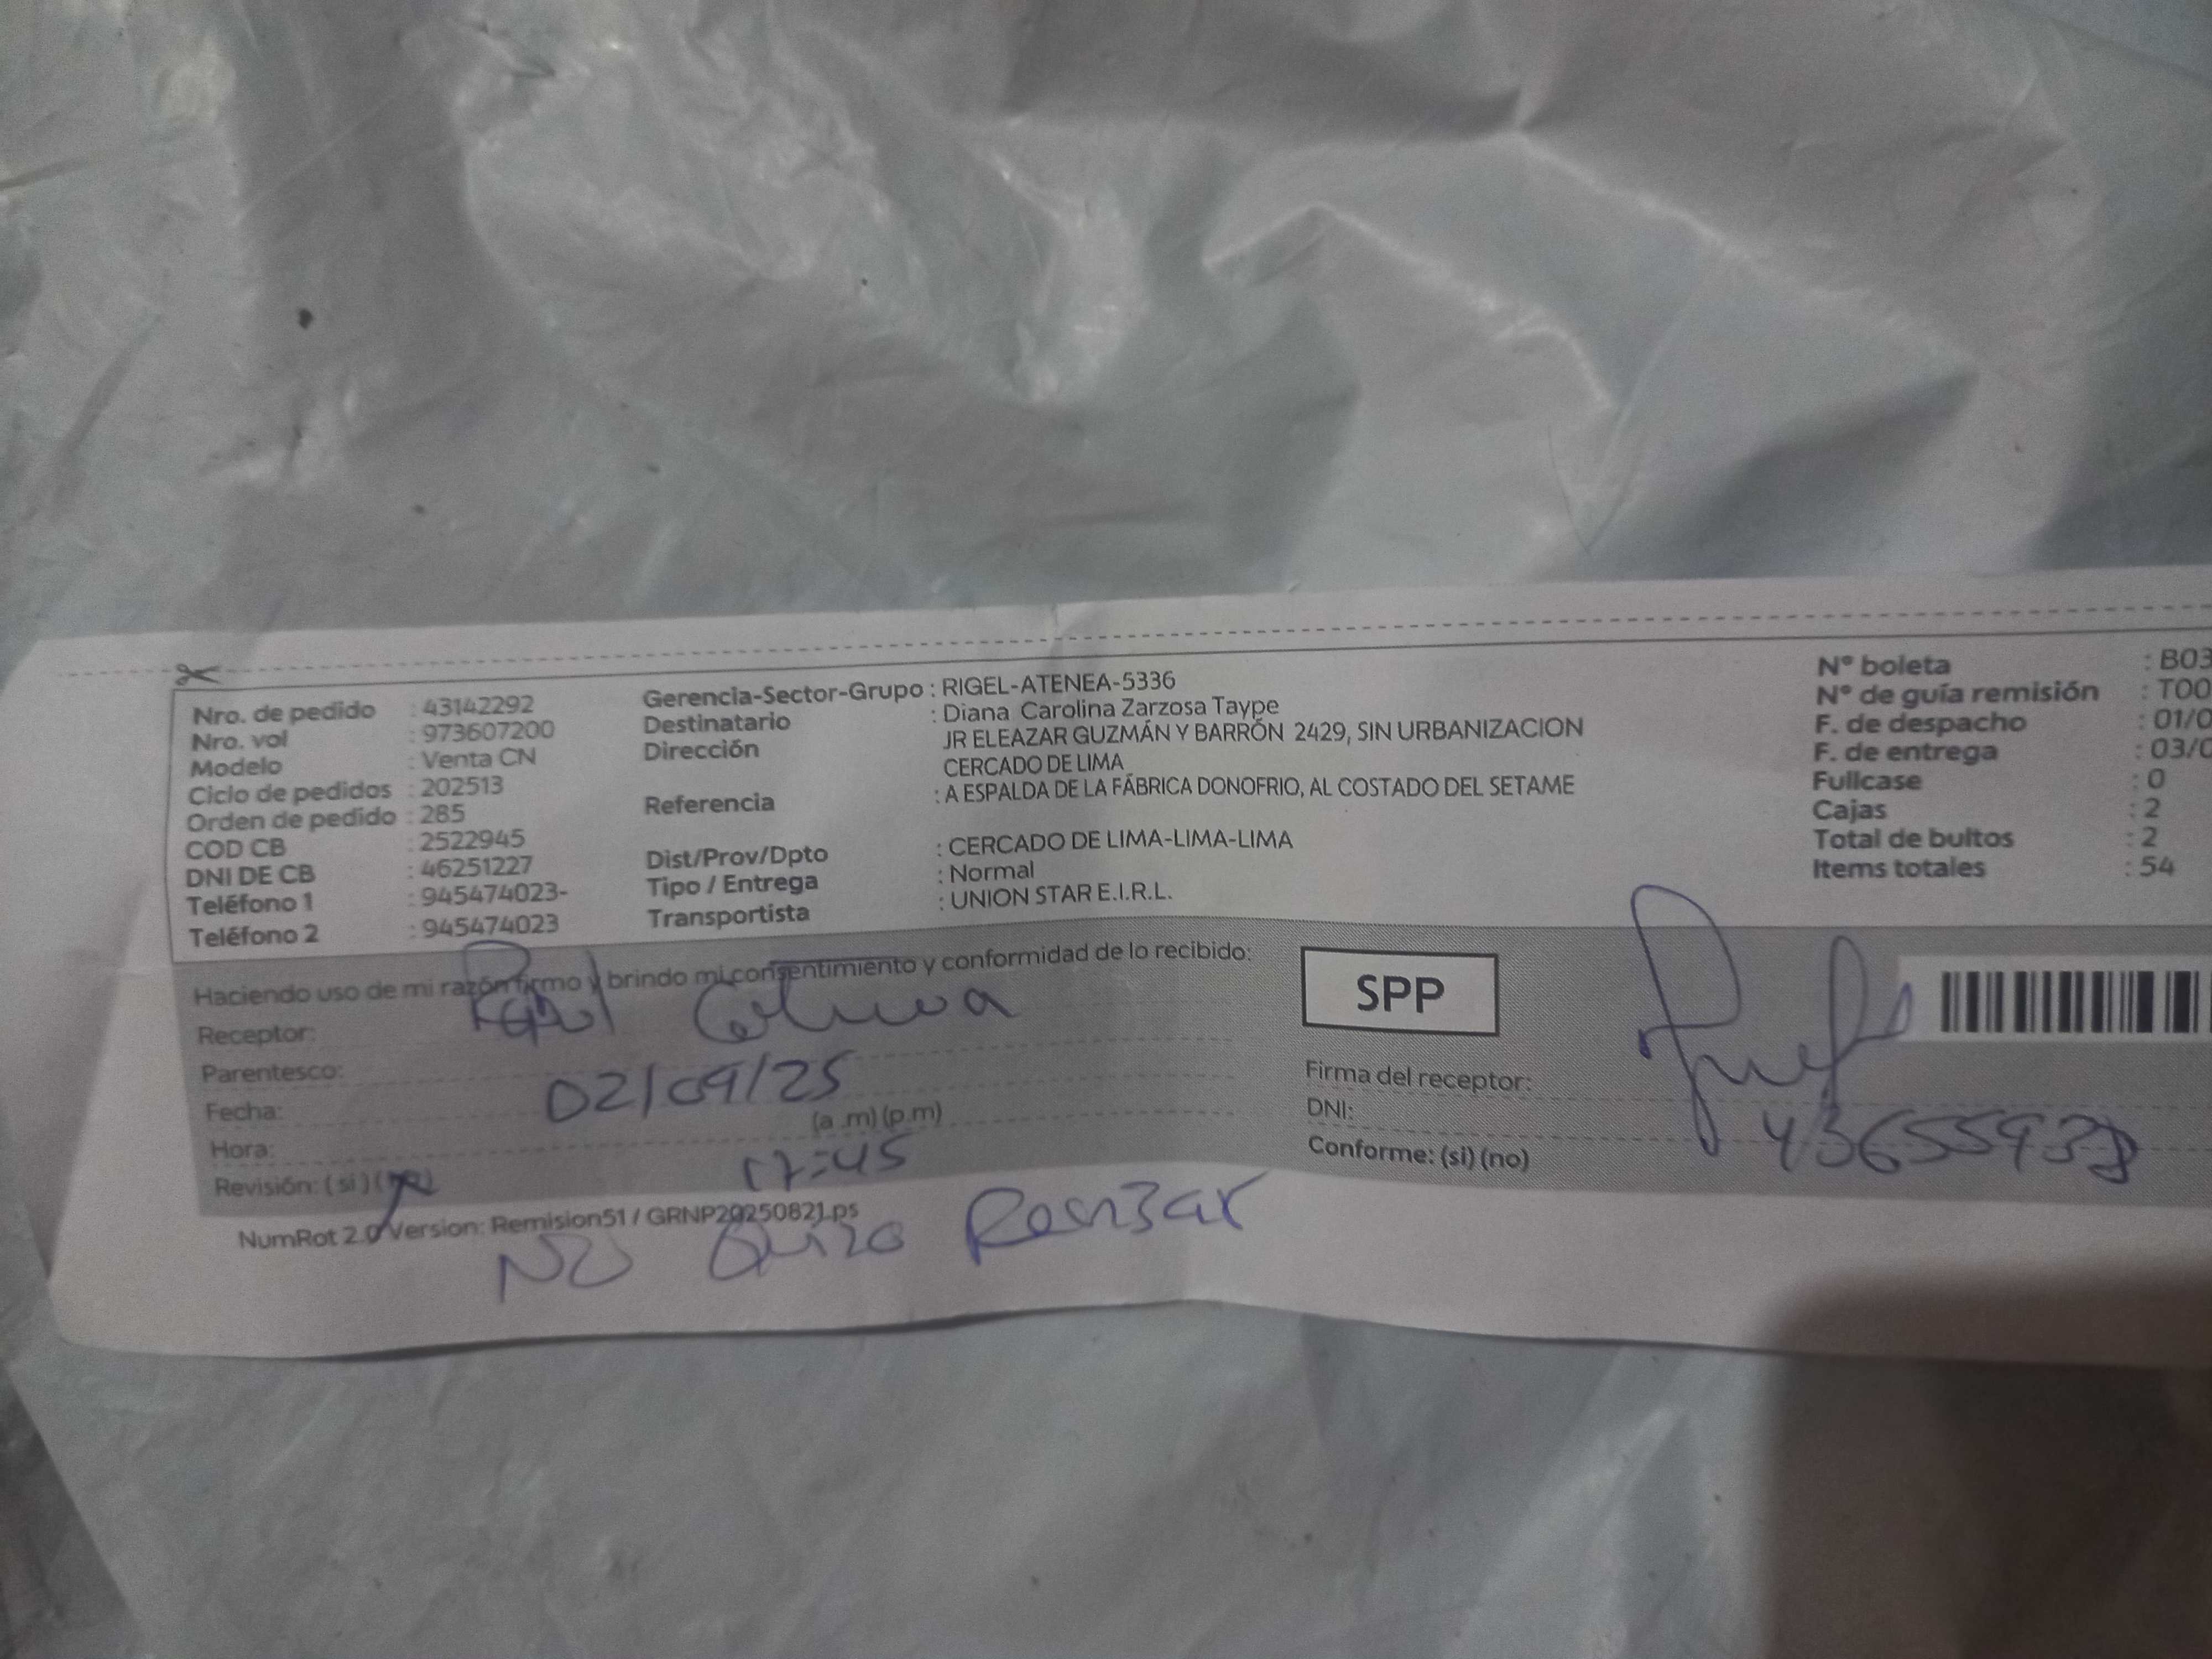 Nro. de pedido : 43142292
Nro. vol : 973607200
Modelo : Venta CN
Ciclo de pedidos : 202513
Orden de pedido : 285
COD CB : 2522945
DNI DE CB : 46251227
Teléfono 1 : 945474023-
Teléfono 2 : 945474023
Gerencia-Sector-Grupo : RIGEL-ATENEA-5336
Destinatario : Diana Carolina Zarzosa Taype
Dirección JR ELEAZAR GUZMÁN Y BARRÓN 2429, SIN URBANIZACION
CERCADO DE LIMA
Referencia : A ESPALDA DE LA FÁBRICA DONOFRIO, AL COSTADO DEL SETAME
Dist/Prov/Dpto : CERCADO DE LIMA-LIMA-LIMA
Tipo / Entrega : Normal
Transportista : UNION STAR E.I.R.L.
Nº boleta : B03
Nº de guía remisión : T00
F. de despacho : 01/0
F. de entrega : 03/0
Fullcase : 0
Cajas : 2
Total de bultos : 2
Items totales : 54
Haciendo uso de mi razón firmo y brindo mi consentimiento y conformidad de lo recibido:
Receptor:
Parentesco:
Fecha: 02/09/25
Hora: (a .m) (p.m)
17:45
Revisión: (si) (no)
SPP
Firma del receptor:
DNI:
Conforme: (si) (no)
NumRot 2.0 Version: Remision51 / GRNP20250821.ps
NO Quizo